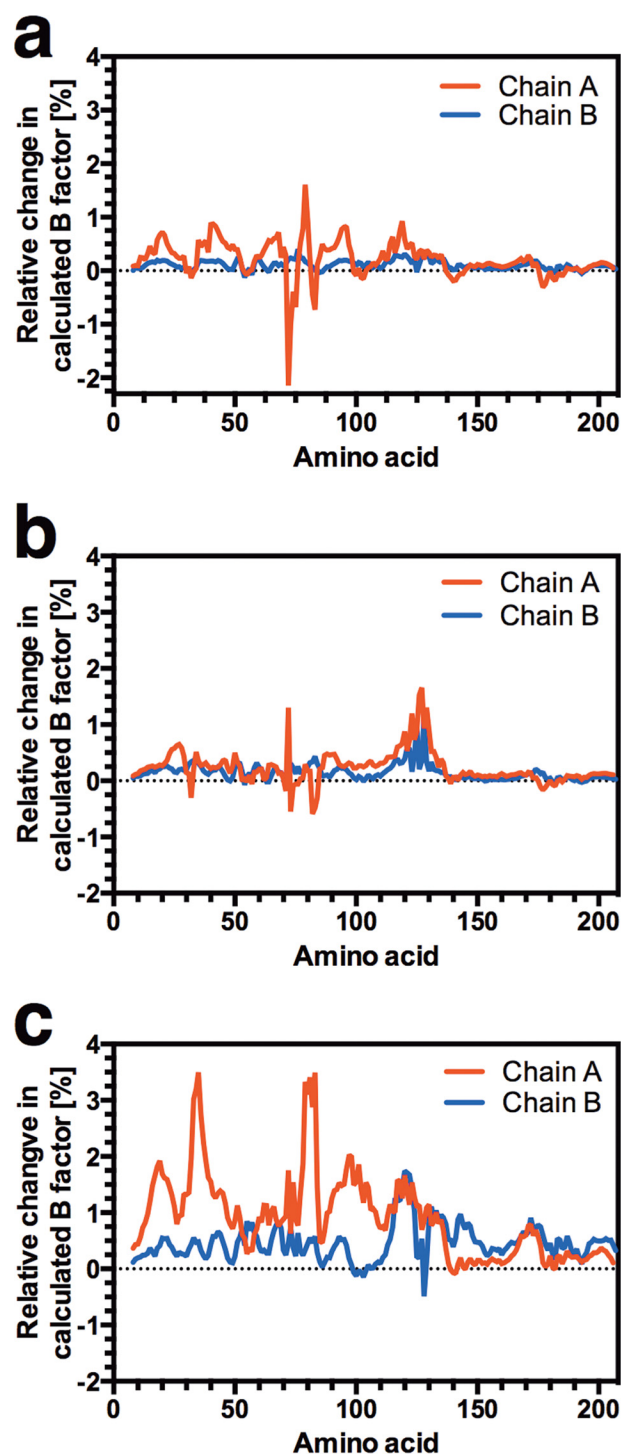 a
Relative change in
calculated B factor [%]
4
3
2
1
0
-1
-2
Chain A
Chain B
0 50 100 150 200
Amino acid
b
Relative change in
calculated B factor [%]
4
3
2
1
0
-1
-2
Chain A
Chain B
0 50 100 150 200
Amino acid
c
Relative changve in
calculated B factor [%]
4
3
2
1
0
-1
-2
Chain A
Chain B
0 50 100 150 200
Amino acid